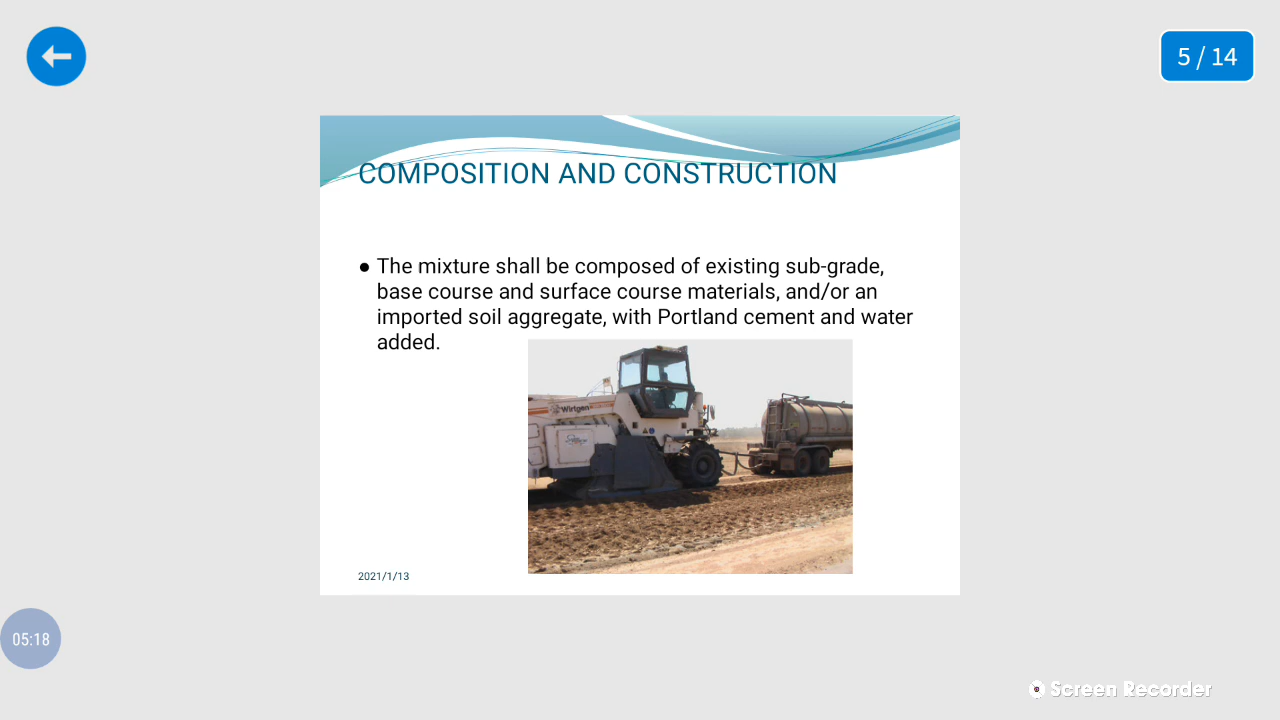 5 / 14
COMPOSITION AND CONSTRUCTION
● The mixture shall be composed of existing sub-grade,
base course and surface course materials, and/or an
imported soil aggregate, with Portland cement and water
added.
Wirtgen
2021/1/13
05:18
Screen Recorder